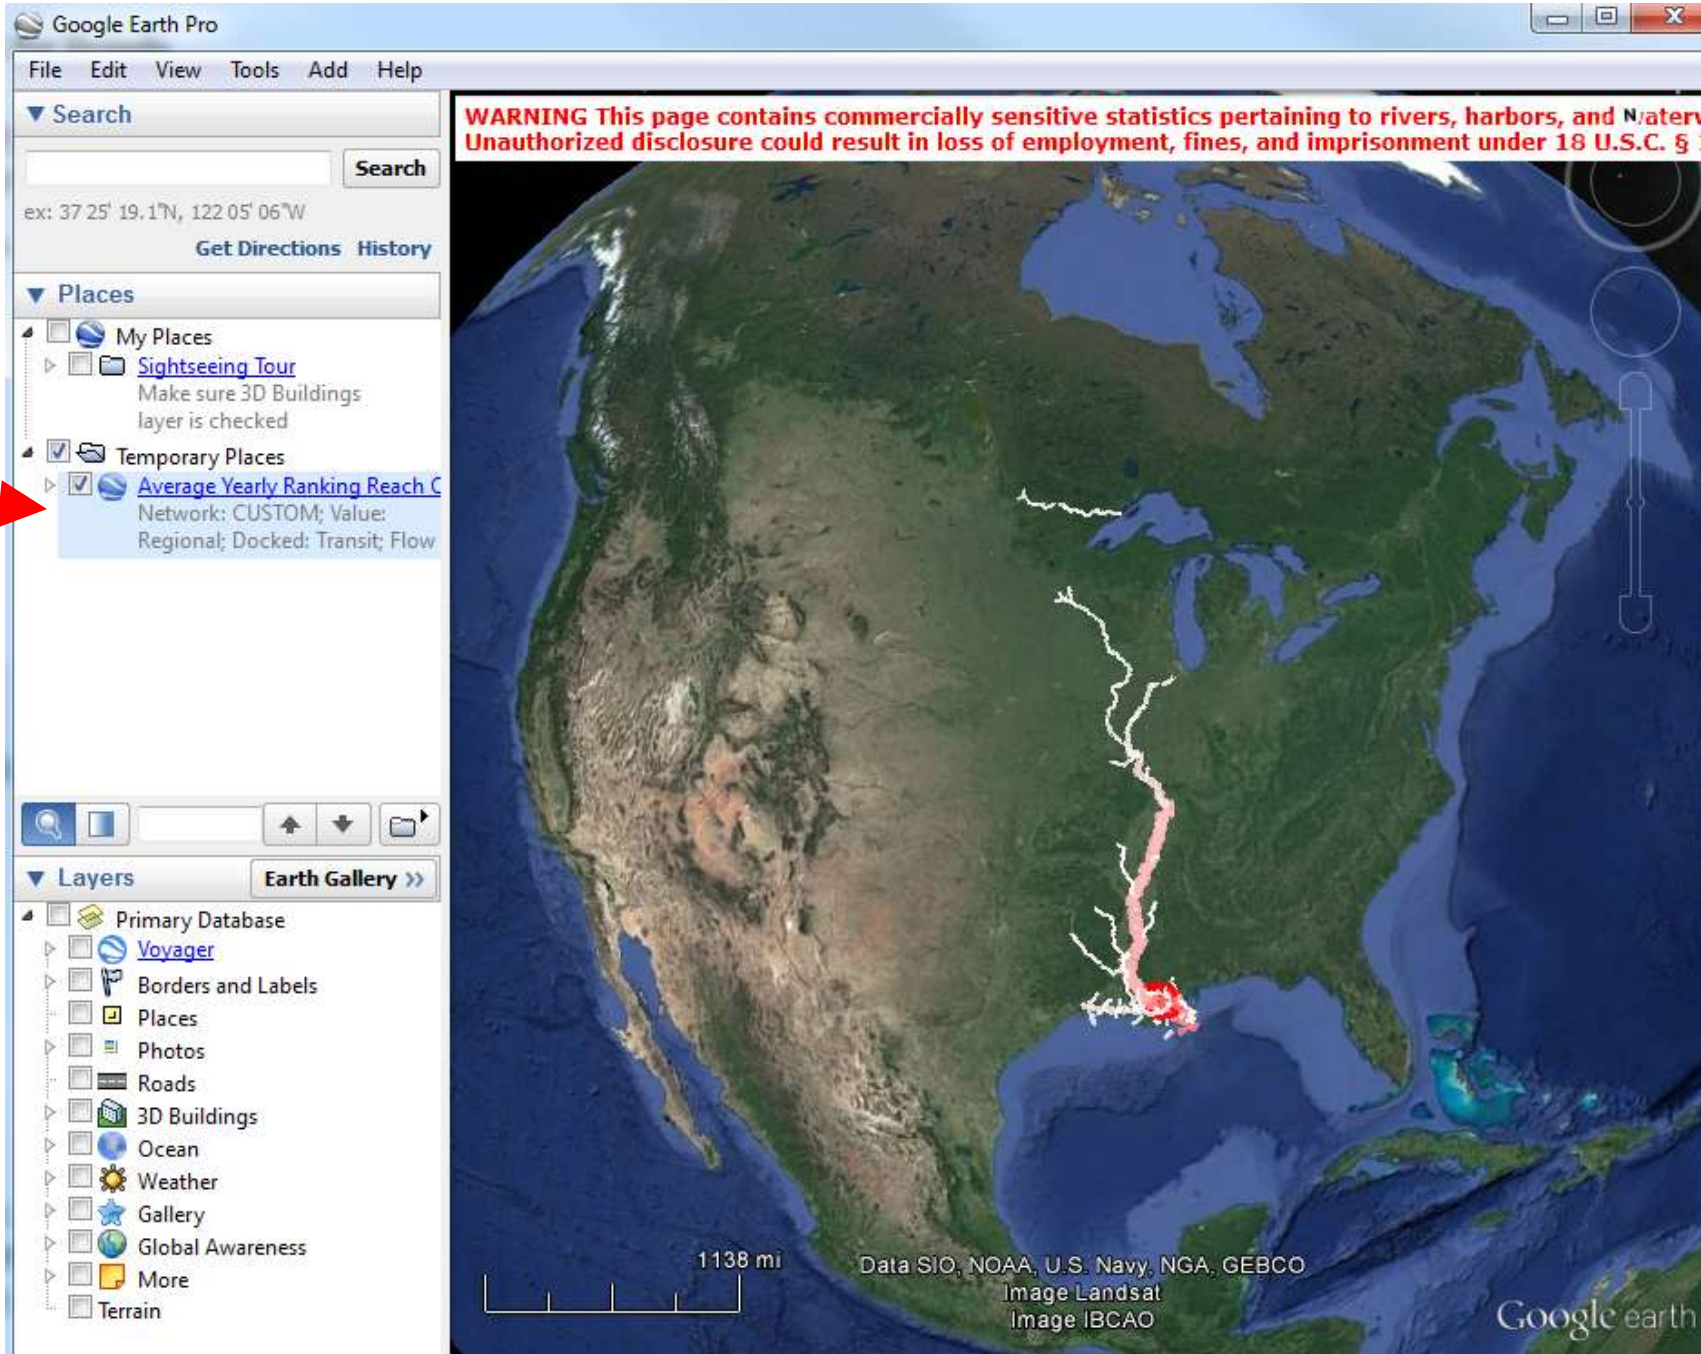 Google Earth Pro
File Edit View Tools Add Help
Search
Search
ex: 37 25' 19.1"N, 122 05' 06"W
Get Directions History
Places
My Places
Sightseeing Tour
Make sure 3D Buildings
layer is checked
Temporary Places
Average Yearly Ranking Reach C
Network: CUSTOM; Value:
Regional; Docked: Transit; Flow
Layers
Earth Gallery >>
Primary Database
Voyager
Borders and Labels
Places
Photos
Roads
3D Buildings
Ocean
Weather
Gallery
Global Awareness
More
Terrain
WARNING This page contains commercially sensitive statistics pertaining to rivers, harbors, and
N
Unauthorized disclosure could result in loss of employment, fines, and imprisonment under 18 U.S.C. §
1138 mi
Data SIO, NOAA, U.S. Navy, NGA, GEBCO
Image Landsat
Image IBCAO
Google earth